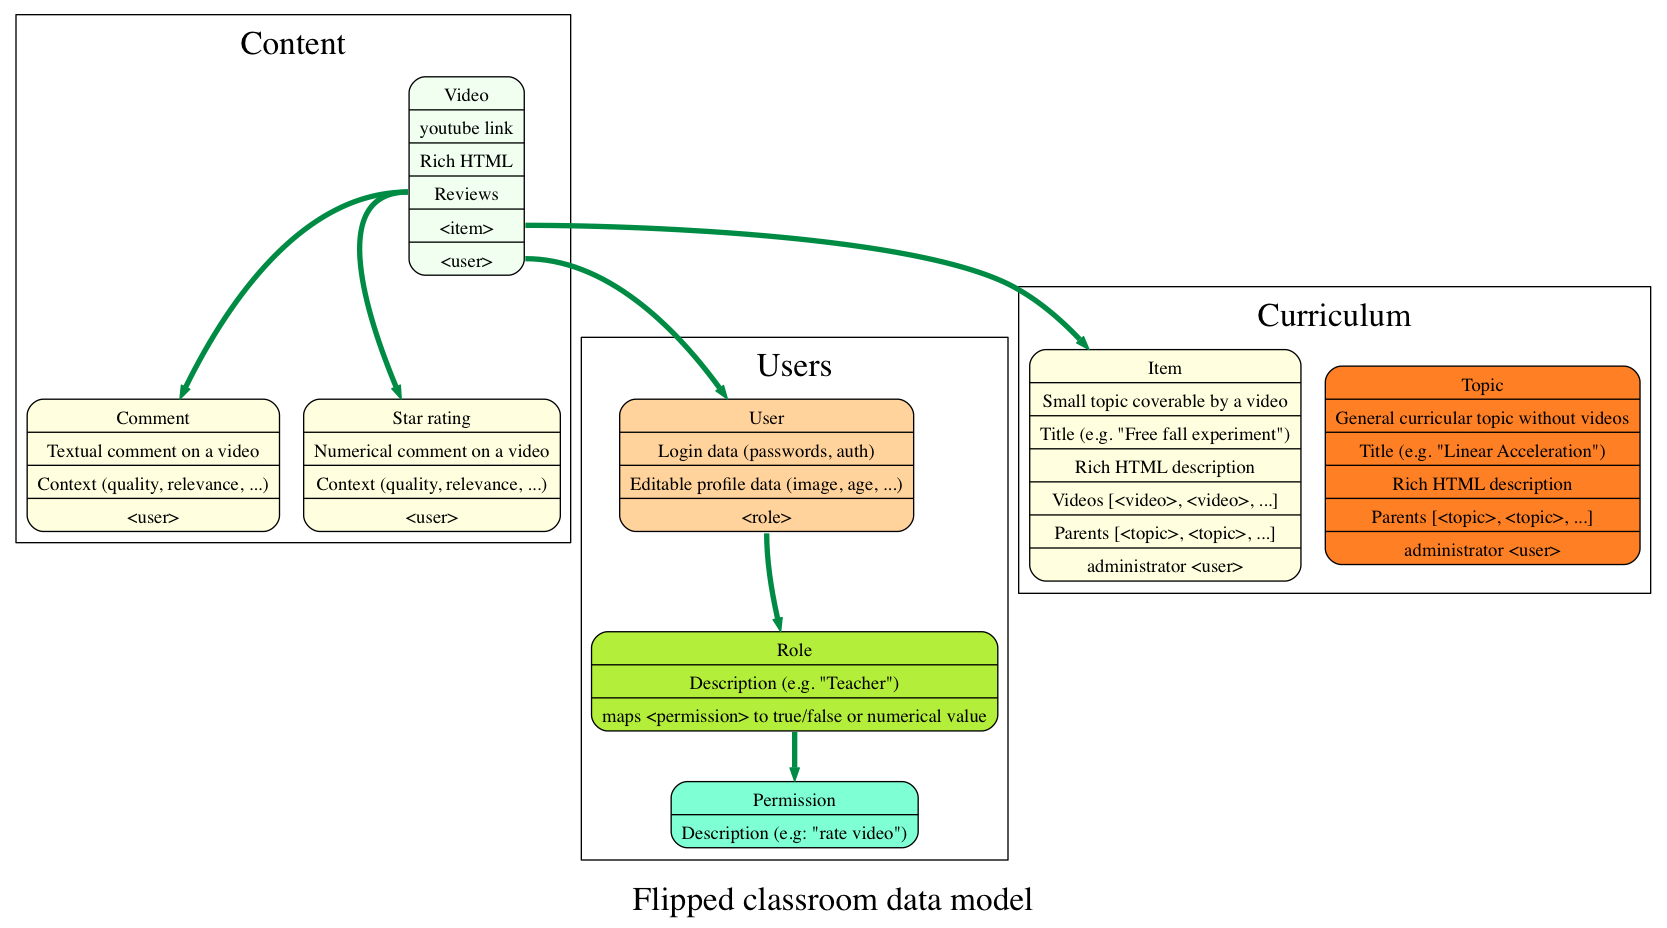 Content
Video
youtube link
Rich HTML
Reviews
<item>
<user>
Comment
Textual comment on a video
Context (quality, relevance, ...)
<user>
Star rating
Numerical comment on a video
Context (quality, relevance, ...)
<user>
Users
User
Login data (passwords, auth)
Editable profile data (image, age, ...)
<role>
Role
Description (e.g. "Teacher")
maps <permission> to true/false or numerical value
Permission
Description (e.g: "rate video")
Curriculum
Item
Small topic coverable by a video
Title (e.g. "Free fall experiment")
Rich HTML description
Videos [<video>, <video>, ...]
Parents [<topic>, <topic>, ...]
administrator <user>
Topic
General curricular topic without videos
Title (e.g. "Linear Acceleration")
Rich HTML description
Parents [<topic>, <topic>, ...]
administrator <user>
Flipped classroom data model